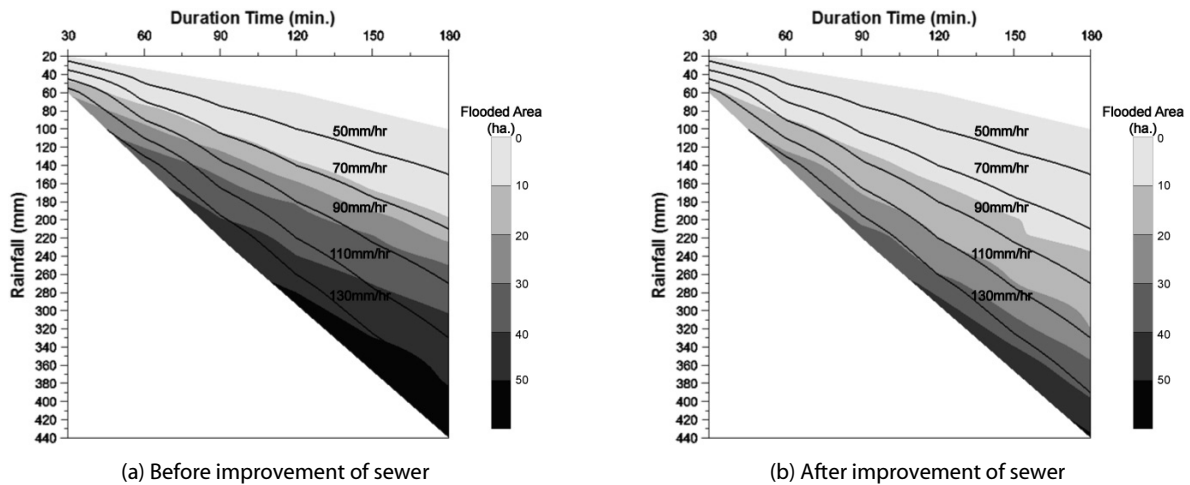 Duration Time (min.)
30 60 90 120 150 180
20
40
60
80
100
120
140
160
180
200
220
240
260
280
300
320
340
360
380
400
420
440
Rainfall (mm)
50mm/hr
70mm/hr
90mm/hr
110mm/hr
130mm/hr
Flooded Area
(ha.)
0
10
20
30
40
50
(a) Before improvement of sewer
Duration Time (min.)
30 60 90 120 150 180
20
40
60
80
100
120
140
160
180
200
220
240
260
280
300
320
340
360
380
400
420
440
Rainfall (mm)
50mm/hr
70mm/hr
90mm/hr
110mm/hr
130mm/hr
Flooded Area
(ha.)
0
10
20
30
40
50
(b) After improvement of sewer